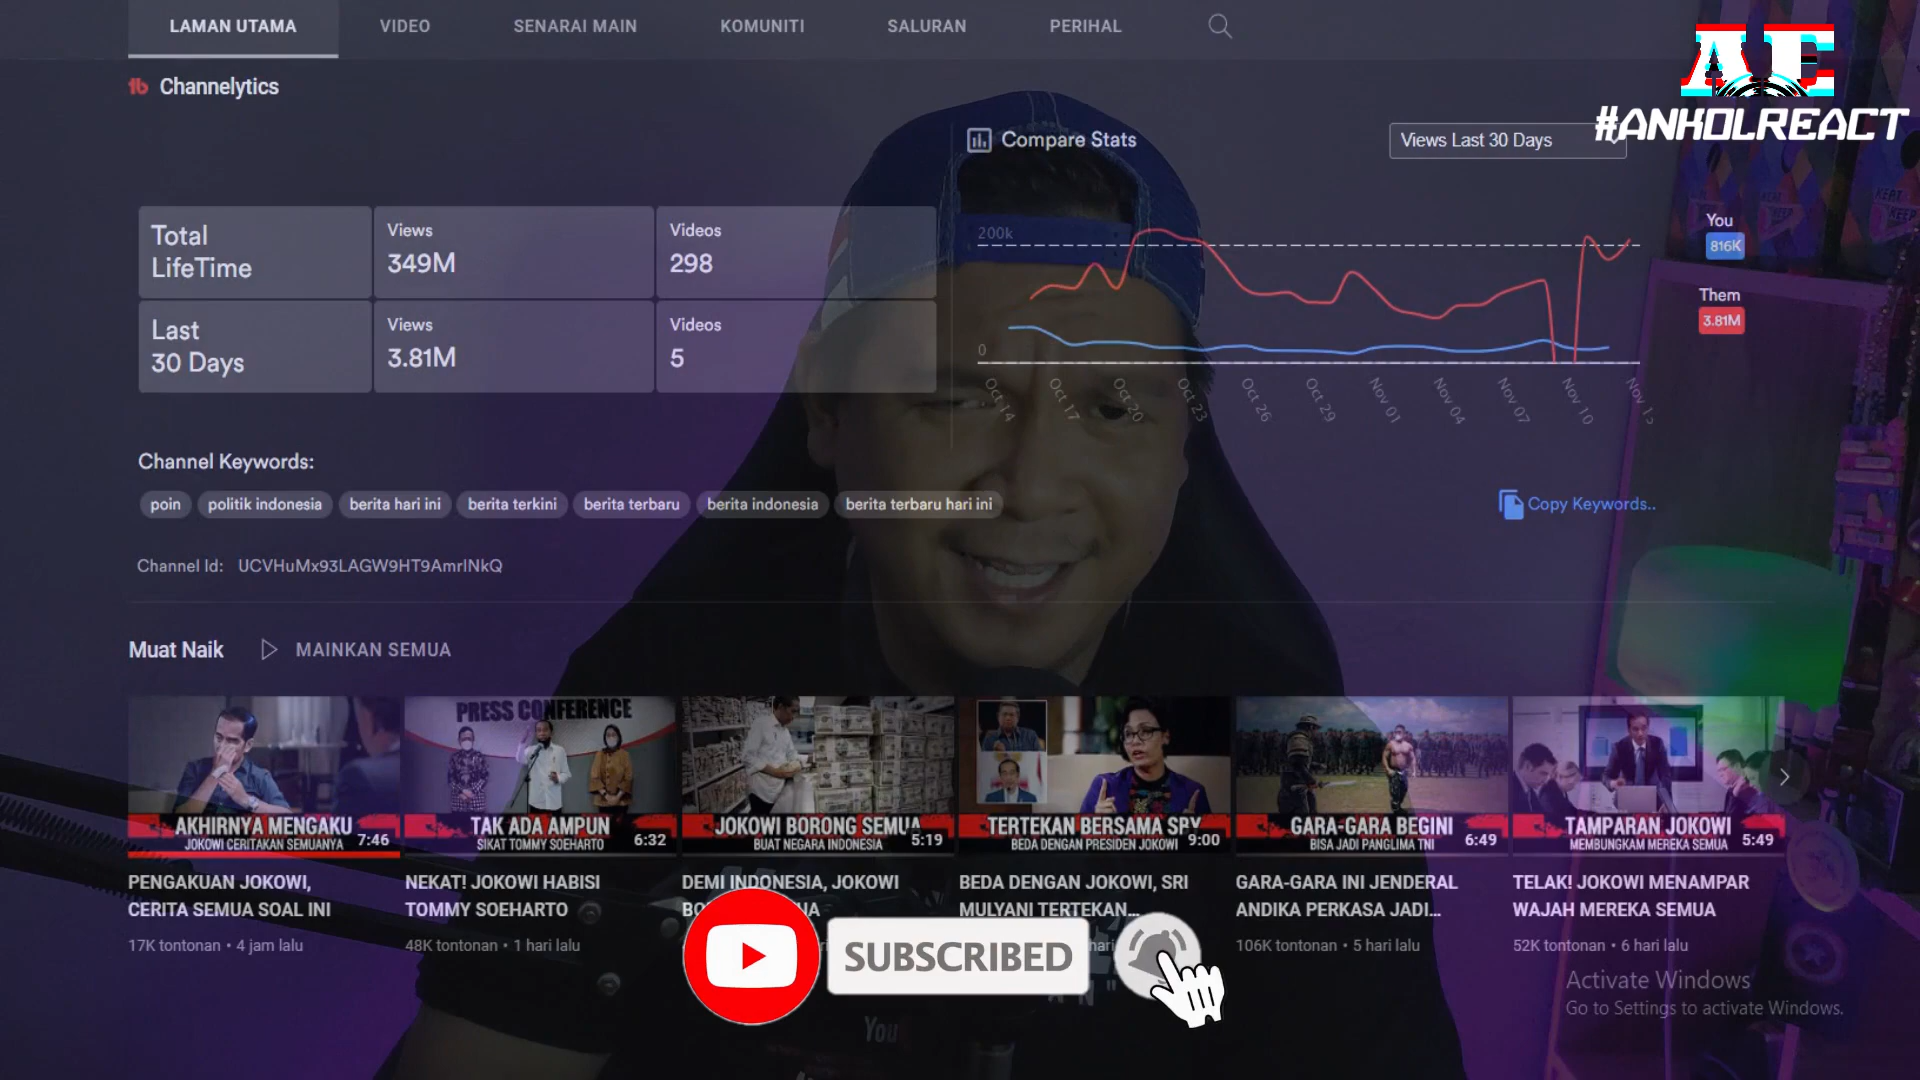 LAMAN UTAMA
VIDEO
SENARAI MAIN
KOMUNITI
SALURAN
PERIHAL
AE
#ANKOLREACT
Channelytics
Compare Stats
Views Last 30 Days
Total
LifeTime
Views
349M
Videos
298
Last
30 Days
Views
3.81M
Videos
5
200k
0
Oct 14
Oct 17
Oct 20
Oct 23
Oct 26
Oct 29
Nov 01
Nov 04
Nov 07
Nov 10
You
816K
Them
3.81M
Channel Keywords:
poin
politik indonesia
berita hari ini
berita terkini
berita terbaru
berita indonesia
berita terbaru hari ini
Copy Keywords..
Channel Id: UCVHuMx93LAGW9HT9AmrINkQ
Muat Naik
MAINKAN SEMUA
AKHIRNYA MENGAKU
JOKOWI CERITAKAN SEMUANYA
7:46
PENGAKUAN JOKOWI,
CERITA SEMUA SOAL INI
17K tontonan • 4 jam lalu
PRESS CONFERENCE
TAK ADA AMPUN
SIKAT TOMMY SOEHARTO
6:32
NEKAT! JOKOWI HABISI
TOMMY SOEHARTO
48K tontonan • 1 hari lalu
JOKOWI BORONG SEMUA
BUAT NEGARA INDONESIA
5:19
DEMI INDONESIA, JOKOWI
TERTEKAN BERSAMA SBY
BEDA DENGAN PRESIDEN JOKOWI
9:00
BEDA DENGAN JOKOWI, SRI
MULYANI TERTEKAN...
GARA-GARA BEGINI
BISA JADI PANGLIMA TNI
6:49
GARA-GARA INI JENDERAL
ANDIKA PERKASA JADI...
106K tontonan • 5 hari lalu
TAMPARAN JOKOWI
MEMBUNGKAM MEREKA SEMUA
5:49
TELAK! JOKOWI MENAMPAR
WAJAH MEREKA SEMUA
52K tontonan • 6 hari lalu
SUBSCRIBED
You
Activate Windows
Go to Settings to activate Windows.